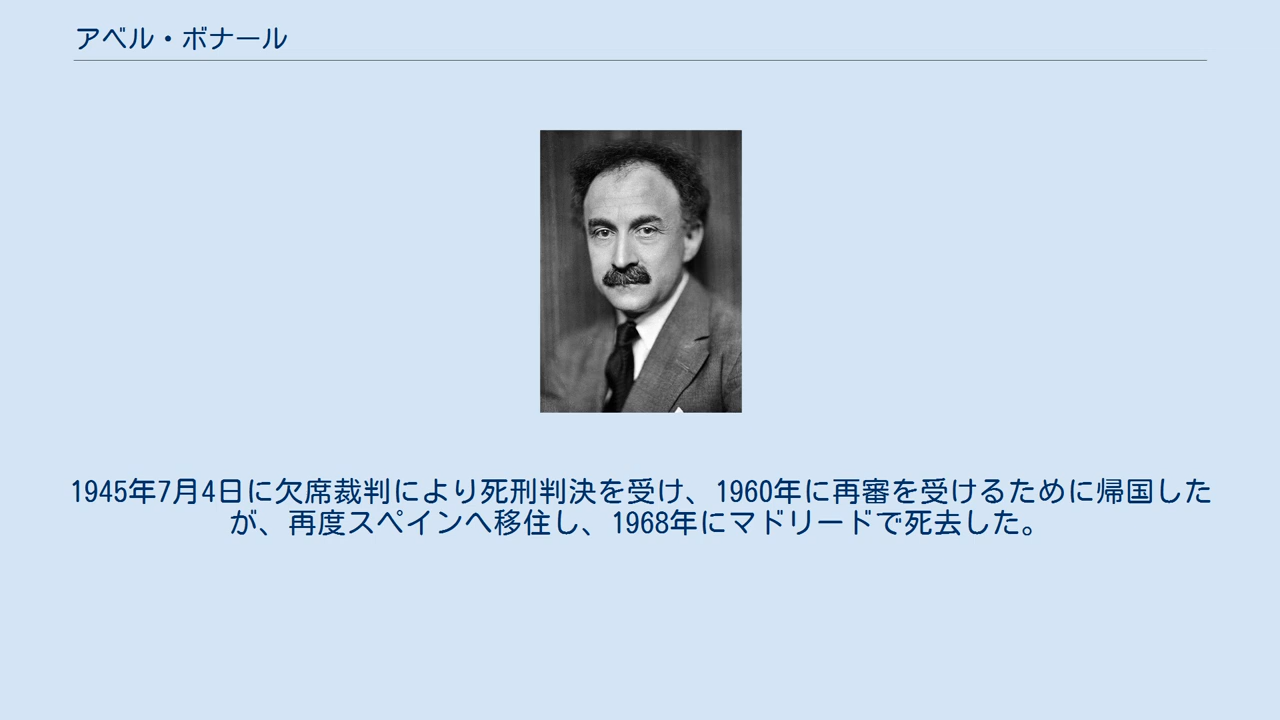 アベル・ボナール
1945年7月4日に欠席裁判により死刑判決を受け、1960年に再審を受けるために帰国した
が、再度スペインへ移住し、1968年にマドリードで死去した。